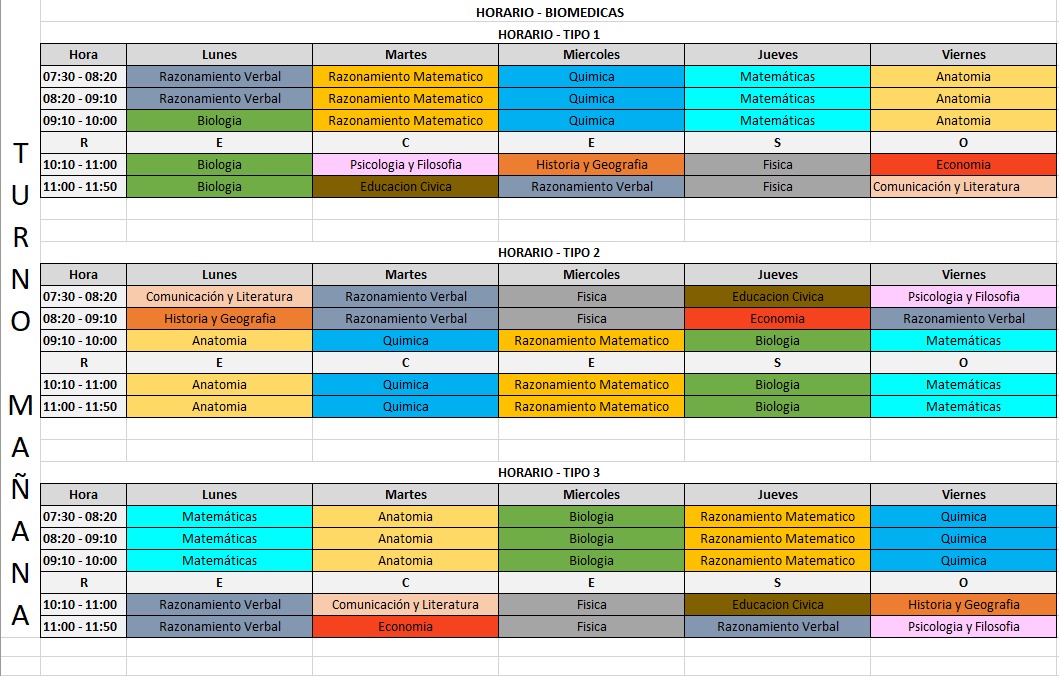 HORARIO - BIOMEDICAS
TURNO MAÑANA
HORARIO - TIPO 1
Hora Lunes Martes Miercoles Jueves Viernes
07:30 - 08:20 Razonamiento Verbal Razonamiento Matematico Quimica Matemáticas Anatomia
08:20 - 09:10 Razonamiento Verbal Razonamiento Matematico Quimica Matemáticas Anatomia
09:10 - 10:00 Biologia Razonamiento Matematico Quimica Matemáticas Anatomia
R E C E S O
10:10 - 11:00 Biologia Psicologia y Filosofia Historia y Geografia Fisica Economia
11:00 - 11:50 Biologia Educacion Civica Razonamiento Verbal Fisica Comunicación y Literatura
HORARIO - TIPO 2
Hora Lunes Martes Miercoles Jueves Viernes
07:30 - 08:20 Comunicación y Literatura Razonamiento Verbal Fisica Educacion Civica Psicologia y Filosofia
08:20 - 09:10 Historia y Geografia Razonamiento Verbal Fisica Economia Razonamiento Verbal
09:10 - 10:00 Anatomia Quimica Razonamiento Matematico Biologia Matemáticas
R E C E S O
10:10 - 11:00 Anatomia Quimica Razonamiento Matematico Biologia Matemáticas
11:00 - 11:50 Anatomia Quimica Razonamiento Matematico Biologia Matemáticas
HORARIO - TIPO 3
Hora Lunes Martes Miercoles Jueves Viernes
07:30 - 08:20 Matemáticas Anatomia Biologia Razonamiento Matematico Quimica
08:20 - 09:10 Matemáticas Anatomia Biologia Razonamiento Matematico Quimica
09:10 - 10:00 Matemáticas Anatomia Biologia Razonamiento Matematico Quimica
R E C E S O
10:10 - 11:00 Razonamiento Verbal Comunicación y Literatura Fisica Educacion Civica Historia y Geografia
11:00 - 11:50 Razonamiento Verbal Economia Fisica Razonamiento Verbal Psicologia y Filosofia